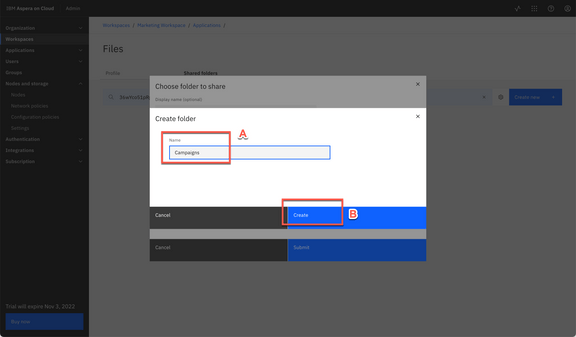 IBM Aspera on Cloud
Admin
Organization
Workspaces
Applications
Users
Groups
Nodes and storage
Nodes
Network policies
Configuration policies
Settings
Authentication
Integrations
Subscription
Trial will expire Nov 3, 2022
Buy now
Workspaces / Marketing Workspace / Applications /
Files
Profile
Shared folders
Create new
Choose folder to share
Display name (optional)
Create folder
A
Name
Campaigns
Cancel
Create
B
Cancel
Submit